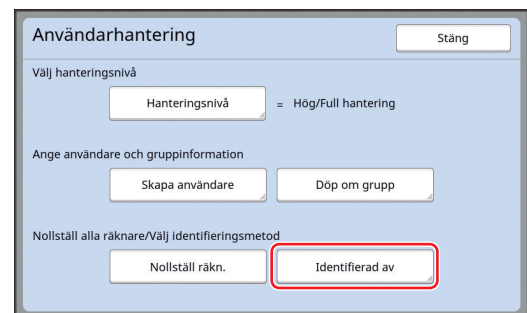 Användarhantering
Stäng
Välj hanteringsnivå
Hanteringsnivå = Hög/Full hantering
Ange användare och gruppinformation
Skapa användare Döp om grupp
Nollställ alla räknare/Välj identifieringsmetod
Nollställ räkn. Identifierad av